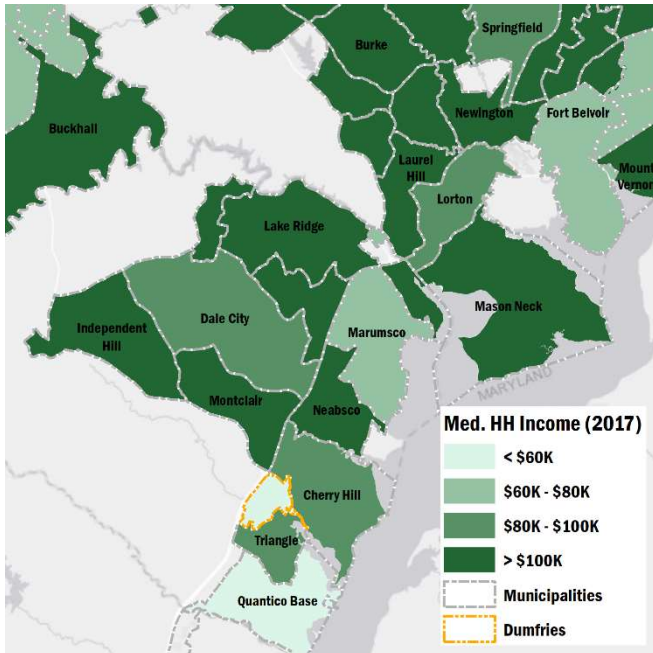 Springfield
Burke
Newington
Fort Belvoir
Buckhall
Laurel
Hill
Mount
Vernon
Lorton
Lake Ridge
Mason Neck
Dale City
Independent
Hill
Marumsco
Montclair
Neabsco
MARYLAND
Med. HH Income (2017)
< $60K
$60K - $80K
$80K - $100K
> $100K
Municipalities
Dumfries
Cherry Hill
Triangle
Quantico Base